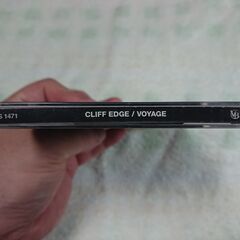 S 1471 CLIFF EDGE / VOYAGE